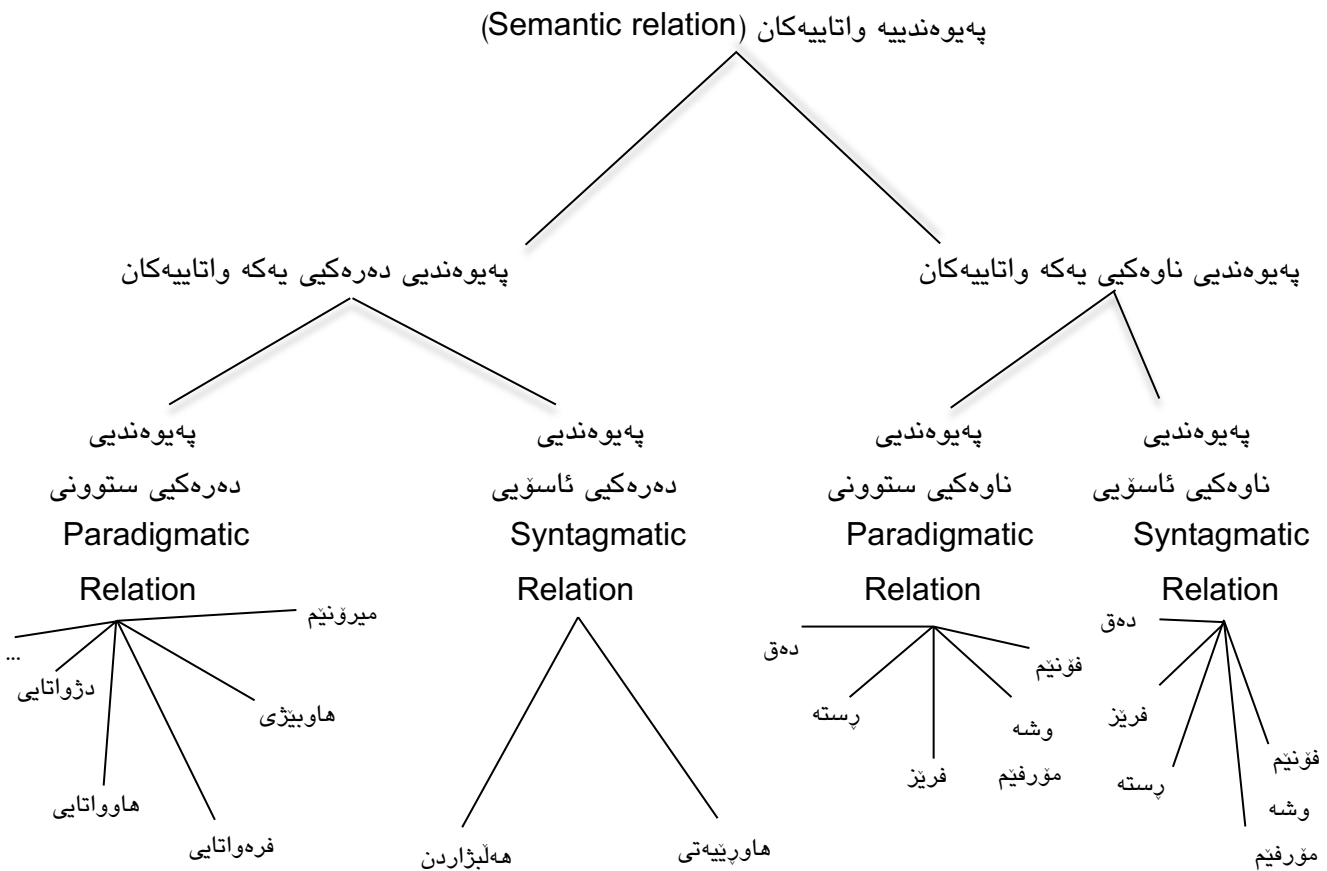 پەیوەندییە واتاییەکان (Semantic relation)
پەیوەندیی ناوەکیی یەکە واتاییەکان
پەیوەندیی دەرەکیی یەکە واتاییەکان
پەیوەندیی
ناوەکیی ئاسۆیی
Syntagmatic
Relation
دەق
فرێز
ڕستە
فۆنێم
وشە
مۆرفێم
پەیوەندیی
ناوەکیی ستوونی
Paradigmatic
Relation
فۆنێم
دەق
ڕستە
وشە
فرێز
مۆرفێم
پەیوەندیی
دەرەکیی ئاسۆیی
Syntagmatic
Relation
هاوڕێیەتی
هەڵبژاردن
پەیوەندیی
دەرەکیی ستوونی
Paradigmatic
Relation
میرۆنێم
...
دژواتایی
هاوبێژی
هاوواتایی
فرەواتایی